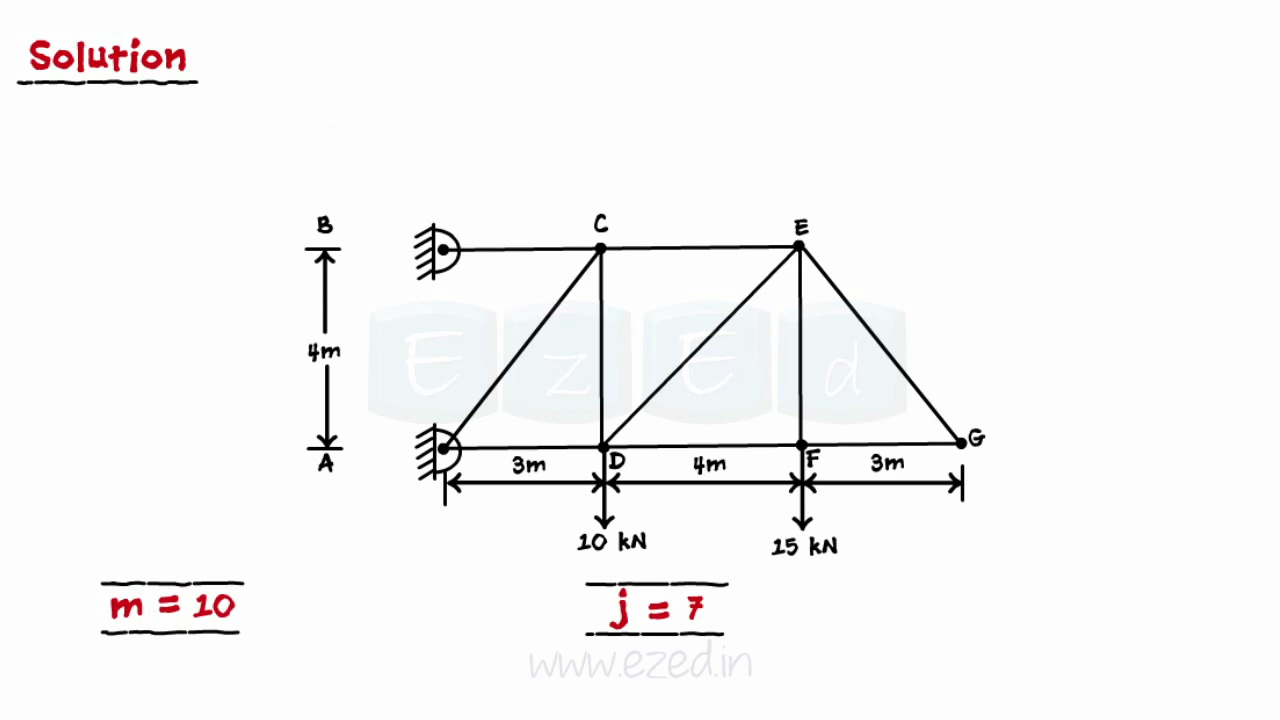 Solution
B
C
E
4m
E z E d
A
3m
D
4m
F
3m
G
10 kN
15 kN
m = 10
j = 7
www.ezed.in